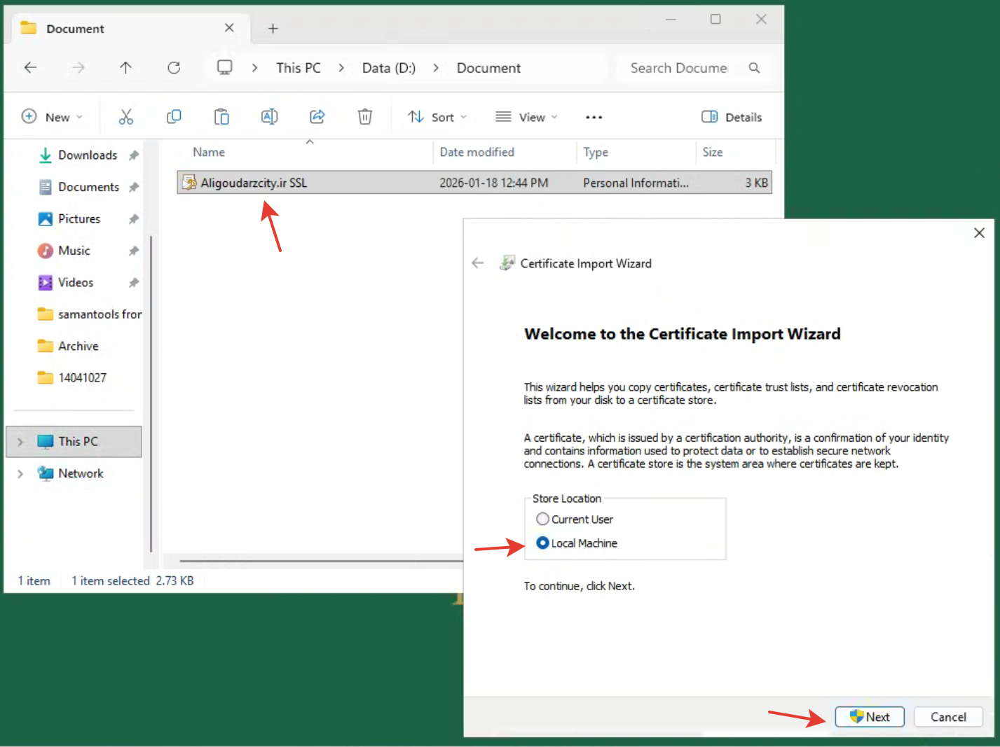 Document
This PC > Data (D:) > Document
Search Docume
New
Sort
View
Details
Name
Date modified
Type
Size
Aligoudarzcity.ir SSL
2026-01-18 12:44 PM
Personal Informati...
3 KB
Downloads
Documents
Pictures
Music
Videos
samantools fror
Archive
14041027
This PC
Network
1 item
1 item selected 2.73 KB
Certificate Import Wizard
Welcome to the Certificate Import Wizard
This wizard helps you copy certificates, certificate trust lists, and certificate revocation
lists from your disk to a certificate store.
A certificate, which is issued by a certification authority, is a confirmation of your identity
and contains information used to protect data or to establish secure network
connections. A certificate store is the system area where certificates are kept.
Store Location
Current User
Local Machine
To continue, click Next.
Next
Cancel